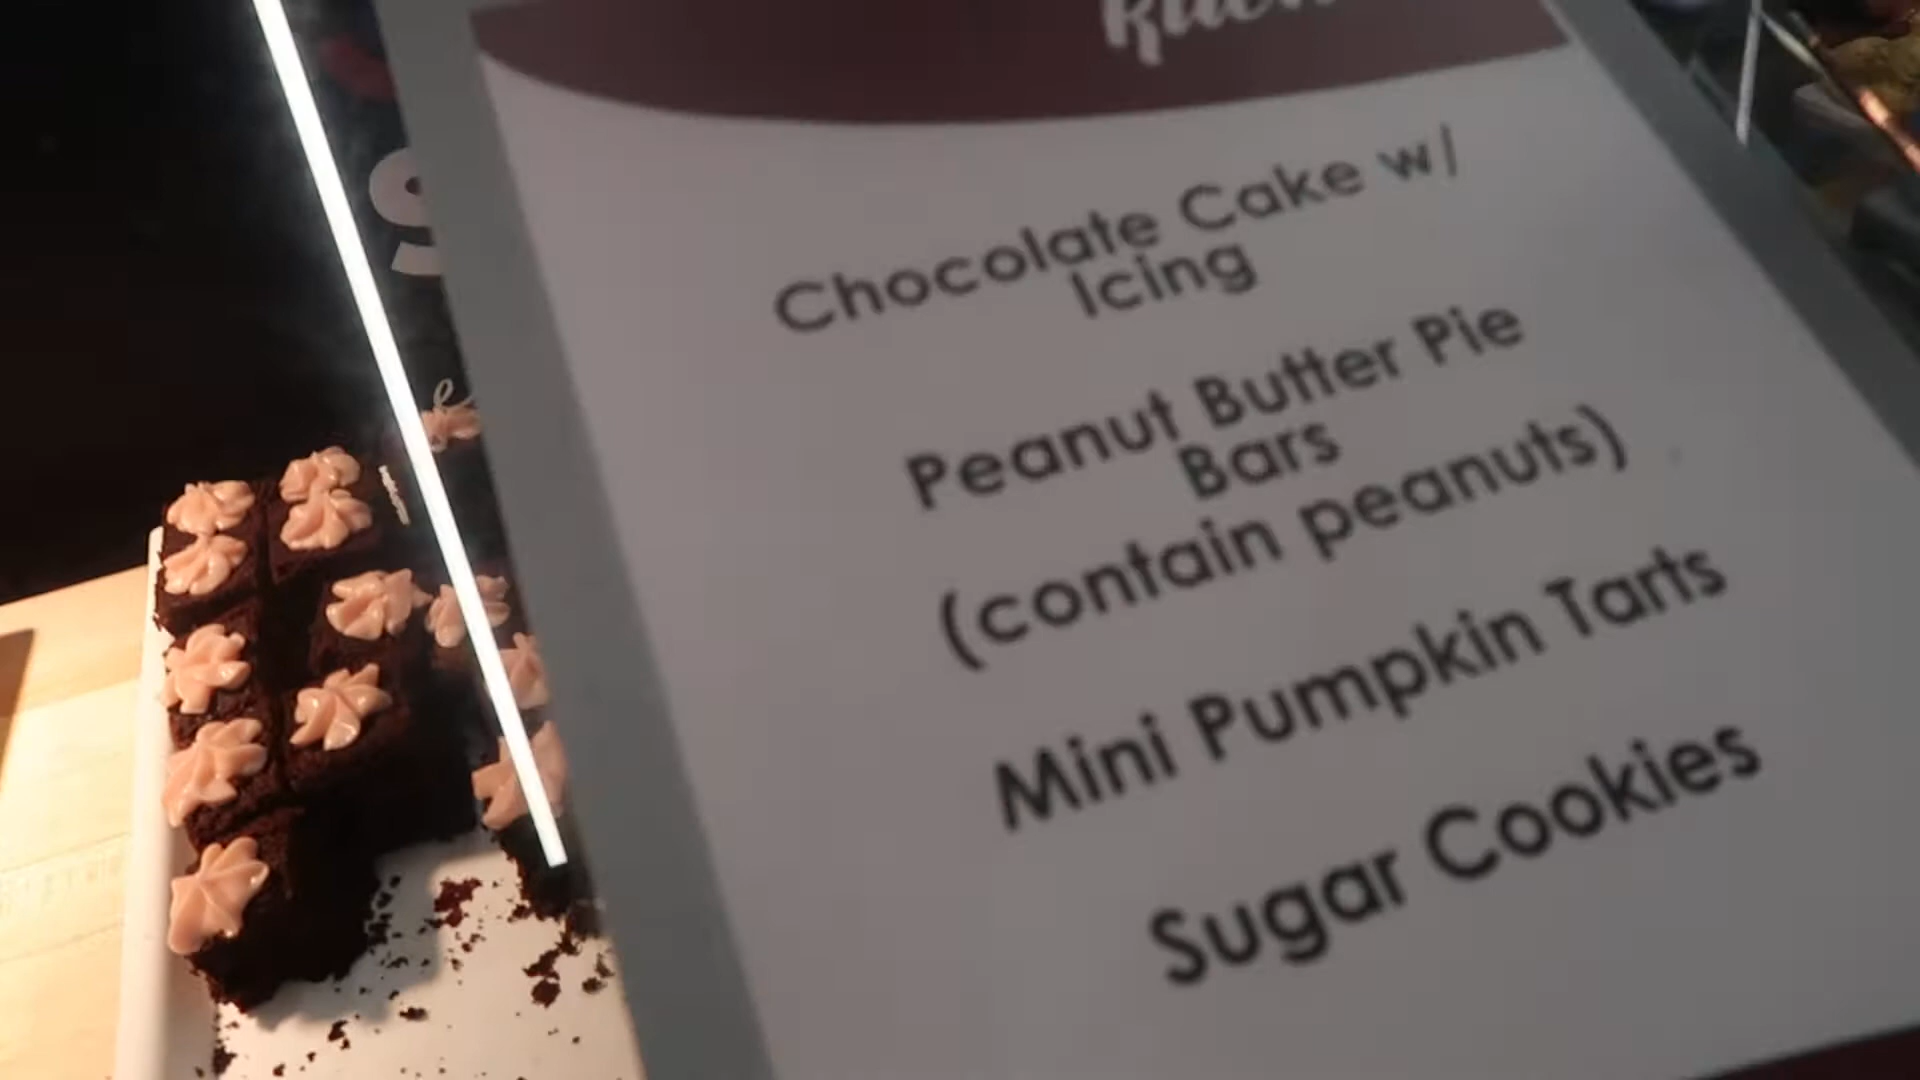 Chocolate Cake w/
Icing
Peanut Butter Pie
Bars
(contain peanuts)
Mini Pumpkin Tarts
Sugar Cookies